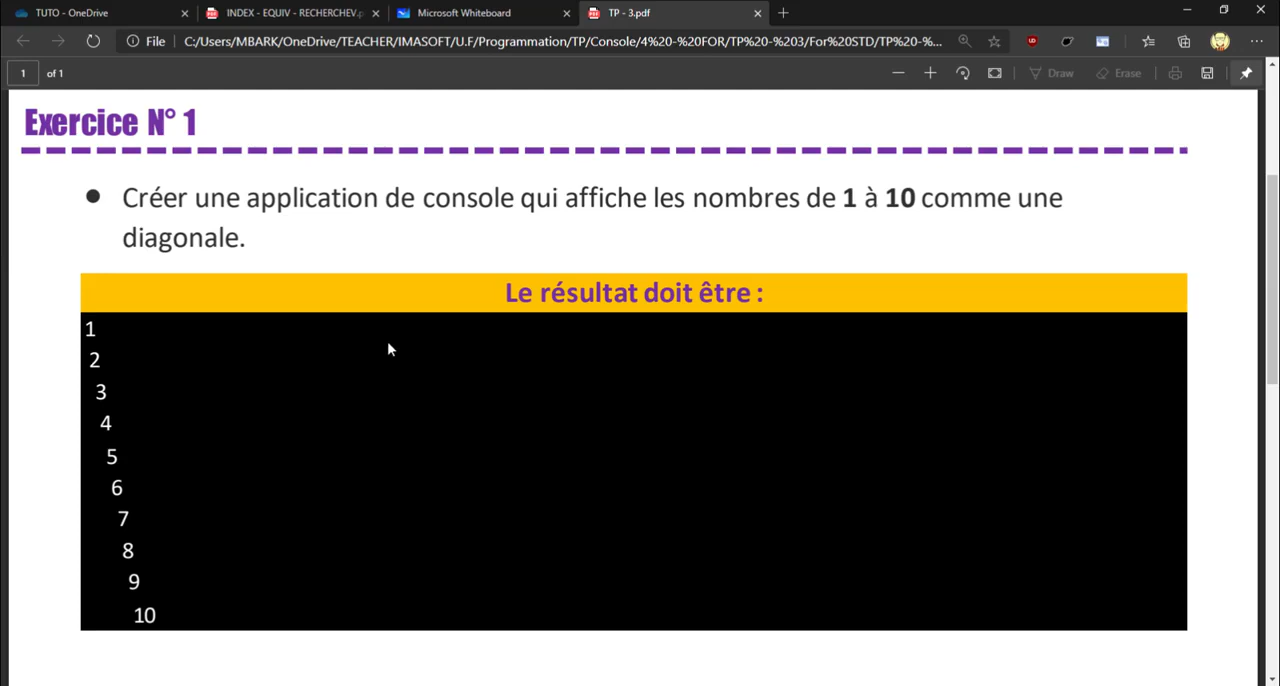 TUTO - OneDrive
INDEX - EQUIV - RECHERCHEV.p
Microsoft Whiteboard
TP - 3.pdf
File
C:/Users/MBARK/OneDrive/TEACHER/IMASOFT/U.F/Programmation/TP/Console/4%20-%20FOR/TP%20-%203/For%20STD/TP%20-%...
1 of 1
Draw
Erase
Exercice N° 1
• Créer une application de console qui affiche les nombres de 1 à 10 comme une
diagonale.
Le résultat doit être :
1
2
3
4
5
6
7
8
9
10